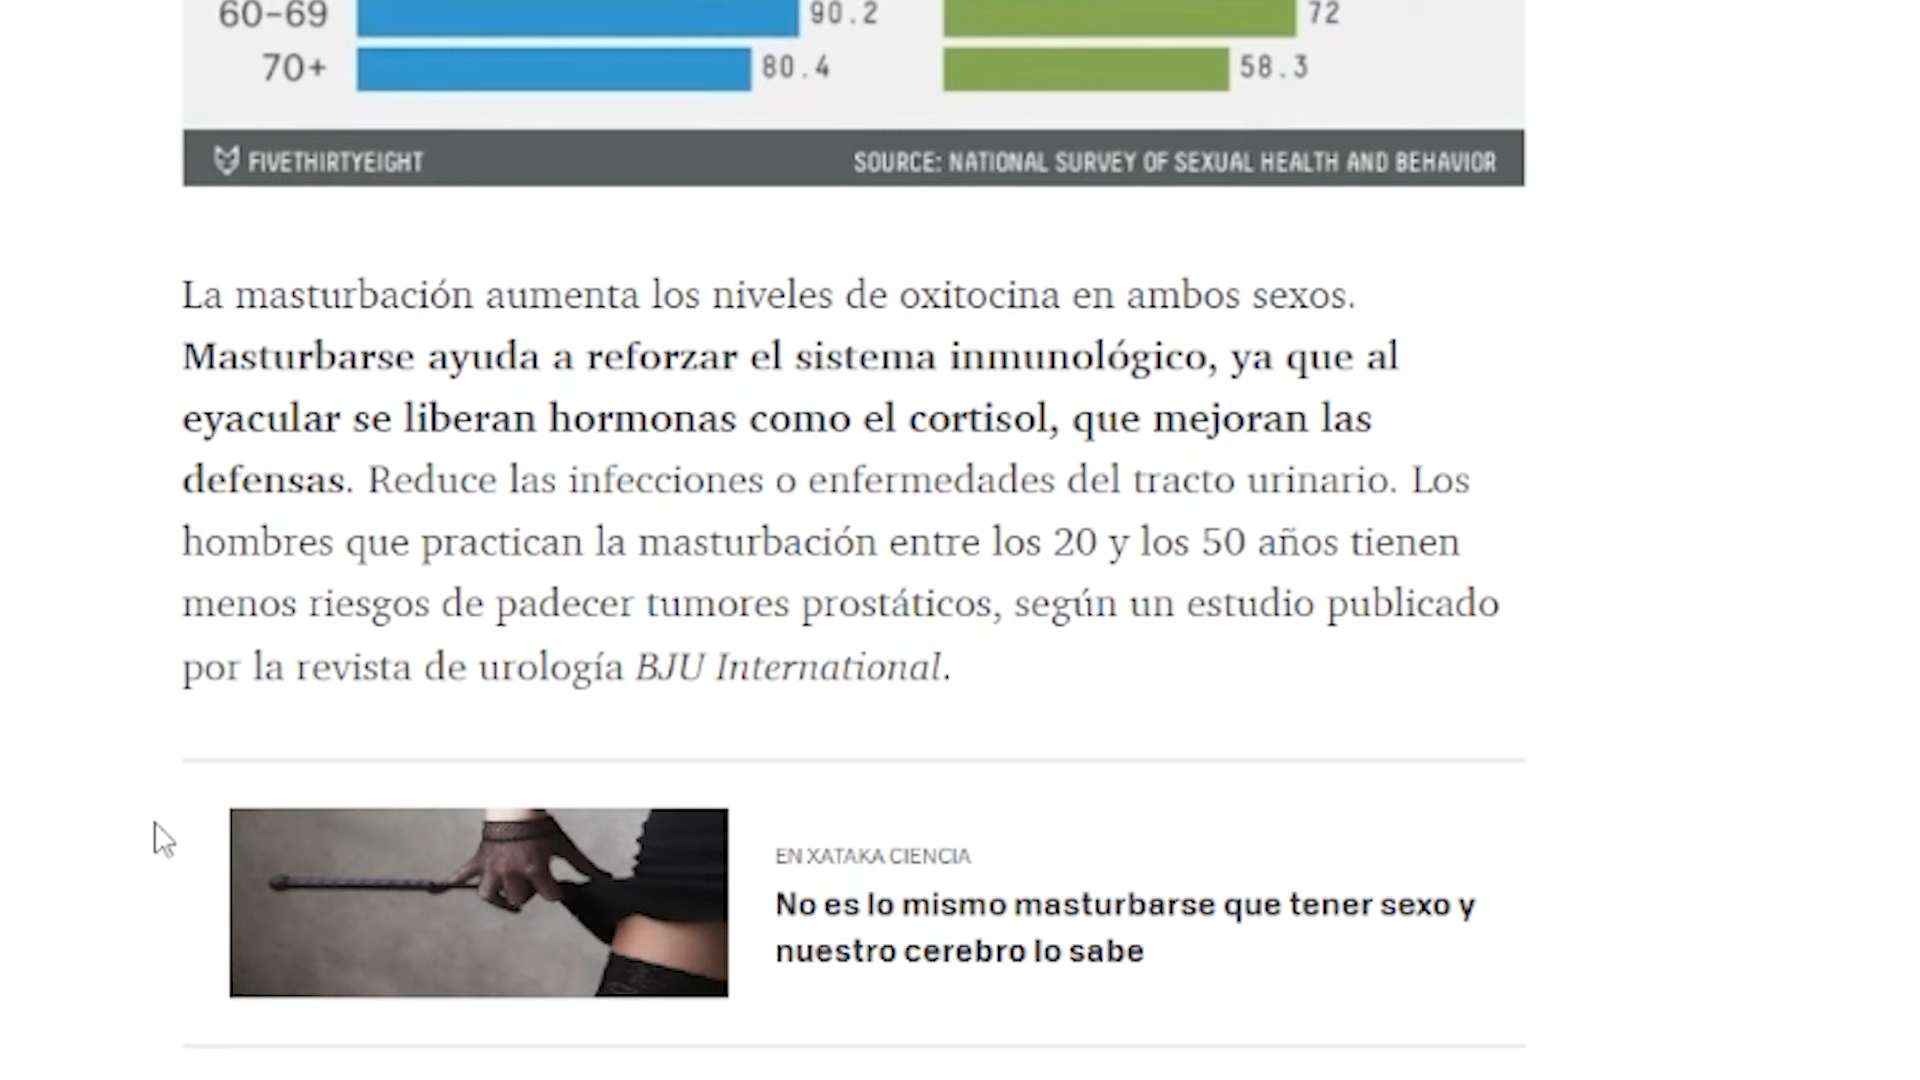 60–69 90.2 72
70+ 80.4 58.3
FIVETHIRTYEIGHT SOURCE: NATIONAL SURVEY OF SEXUAL HEALTH AND BEHAVIOR
La masturbación aumenta los niveles de oxitocina en ambos sexos.
Masturbarse ayuda a reforzar el sistema inmunológico, ya que al
eyacular se liberan hormonas como el cortisol, que mejoran las
defensas. Reduce las infecciones o enfermedades del tracto urinario. Los
hombres que practican la masturbación entre los 20 y los 50 años tienen
menos riesgos de padecer tumores prostáticos, según un estudio publicado
por la revista de urología BJU International.
EN XATAKA CIENCIA
No es lo mismo masturbarse que tener sexo y
nuestro cerebro lo sabe